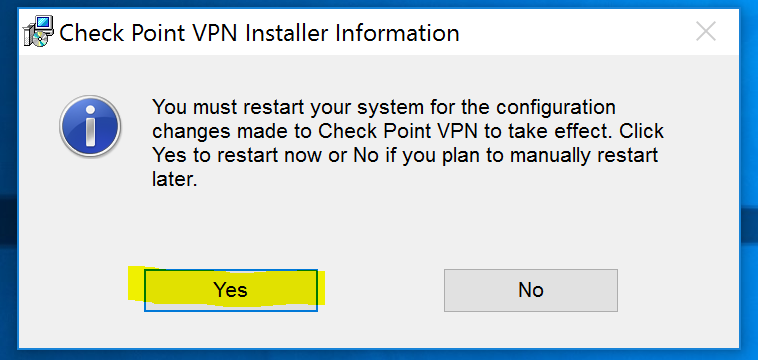 Check Point VPN Installer Information
You must restart your system for the configuration
changes made to Check Point VPN to take effect. Click
Yes to restart now or No if you plan to manually restart
later.
Yes
No